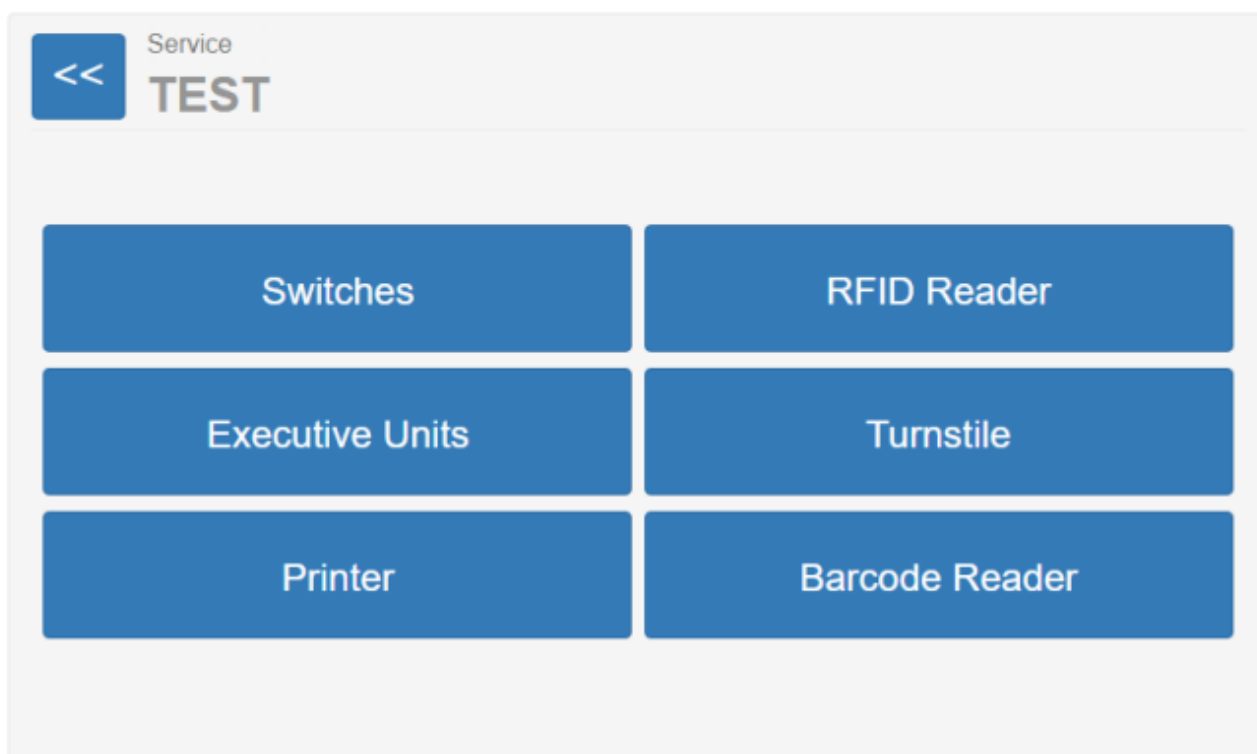 <<
Service
TEST
Switches
RFID Reader
Executive Units
Turnstile
Printer
Barcode Reader